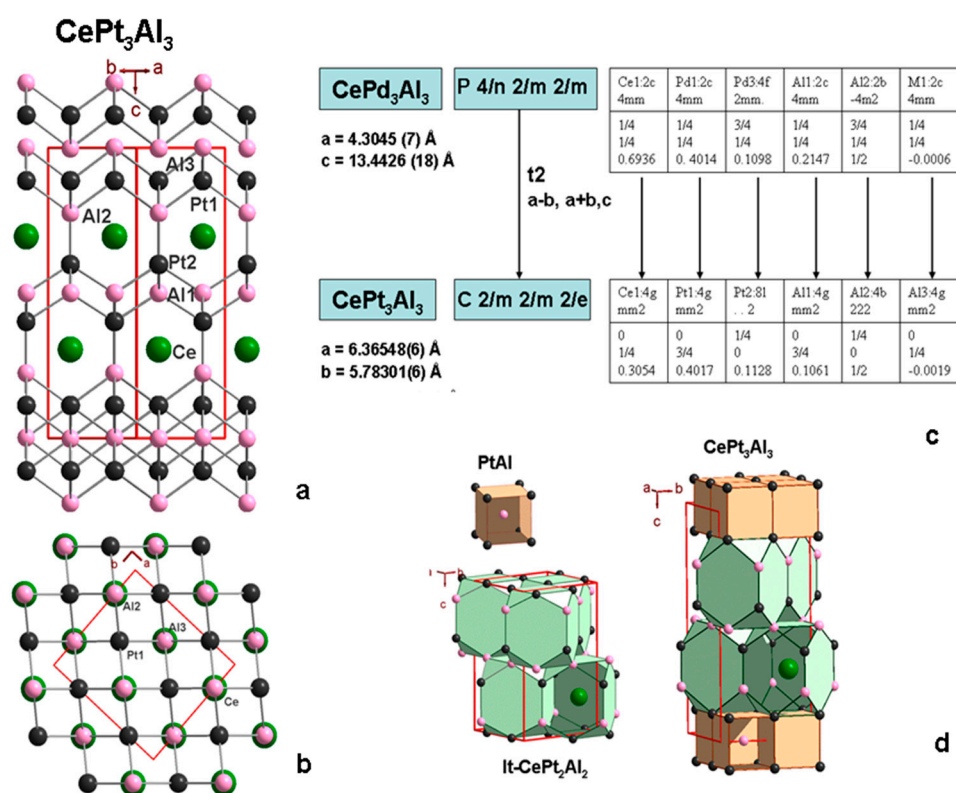 CePt₃Al₃
b a
c
Al3
Pt1
Al2
Pt2
Al1
Ce
a
b a
Al2
Al3
Pt1
Ce
b
CePd₃Al₃
P 4/n 2/m 2/m
a = 4.3045 (7) Å
c = 13.4426 (18) Å
t2
a-b, a+b,c
Ce1:2c Pd1:2c Pd3:4f Al1:2c Al2:2b M1:2c
4mm 4mm 2mm. 4mm -4m2 4mm
1/4 1/4 3/4 1/4 3/4 1/4
1/4 1/4 1/4 1/4 1/4 1/4
0.6936 0. 4014 0.1098 0.2147 1/2 -0.0006
CePt₃Al₃
C 2/m 2/m 2/e
a = 6.36548(6) Å
b = 5.78301(6) Å
Ce1:4g Pt1:4g Pt2:8l Al1:4g Al2:4b Al3:4g
mm2 mm2 . . 2 mm2 222 mm2
0 0 1/4 0 1/4 0
1/4 3/4 0 3/4 0 1/4
0.3054 0.4017 0.1128 0.1061 1/2 -0.0019
c
PtAl
b
c
lt-CePt₂Al₂
CePt₃Al₃
a b
c
d